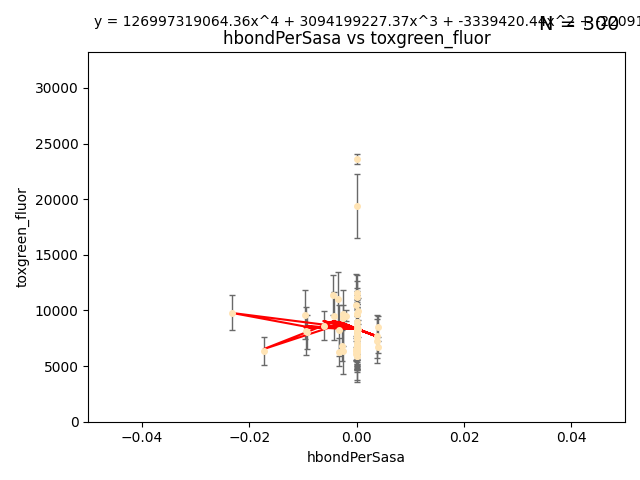 y = 126997319064.36x^4 + 3094199227.37x^3 + -3339420.44x^2 +
N = 300
hbondPerSasa vs toxgreen_fluor
toxgreen_fluor
30000
25000
20000
15000
10000
5000
0
−0.04 −0.02 0.00 0.02 0.04
hbondPerSasa